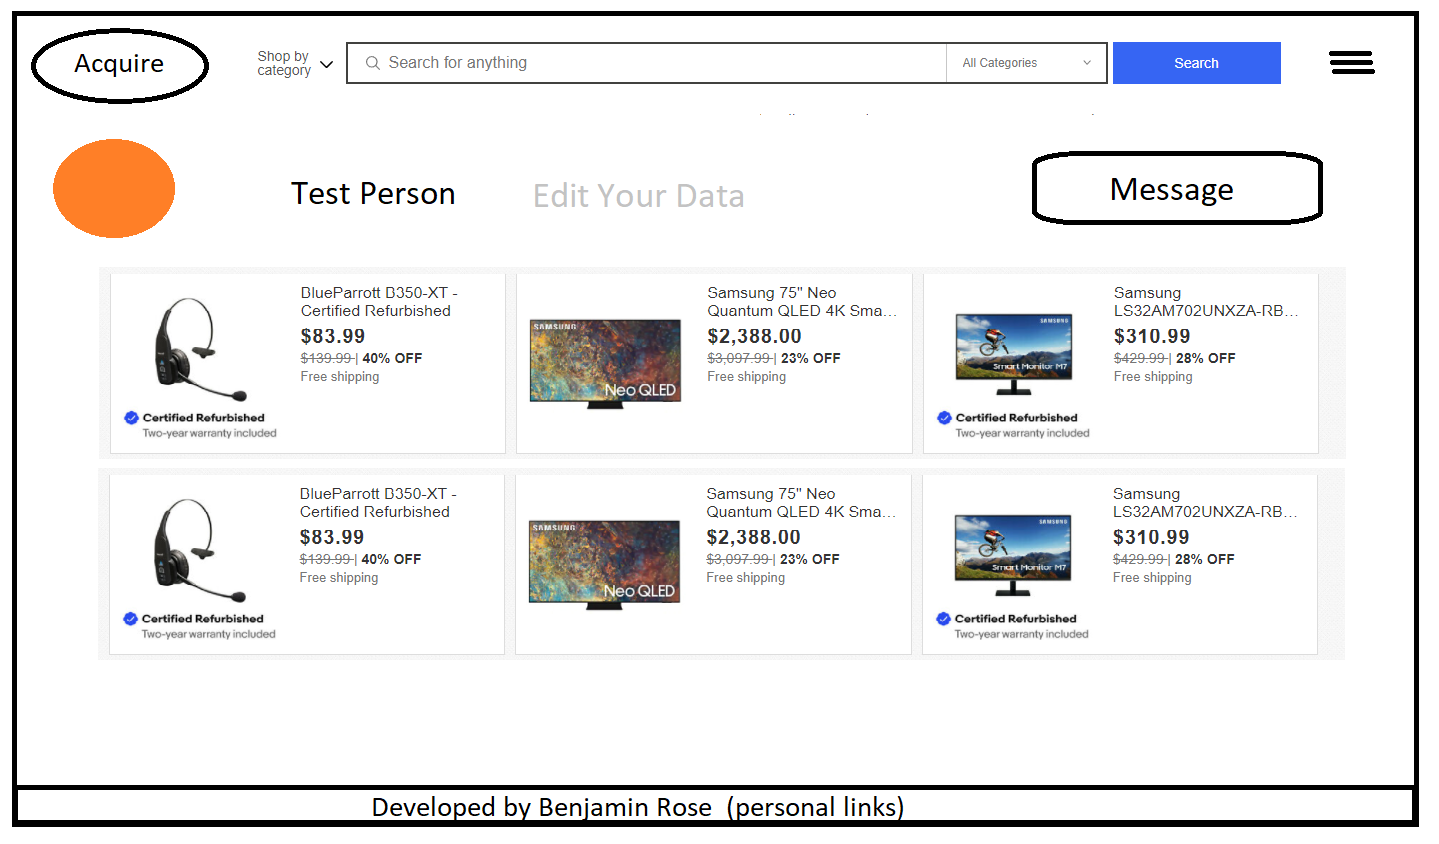 Acquire
Shop by
category
Search for anything
All Categories
Search
Test Person
Edit Your Data
Message
BlueParrott B350-XT -
Certified Refurbished
$83.99
$139.99 | 40% OFF
Free shipping
Certified Refurbished
Two-year warranty included
SAMSUNG
Neo QLED
Samsung 75" Neo
Quantum QLED 4K Sma...
$2,388.00
$3,097.99 | 23% OFF
Free shipping
SAMSUNG
Smart Monitor M7
Certified Refurbished
Two-year warranty included
Samsung
LS32AM702UNXZA-RB...
$310.99
$429.99 | 28% OFF
Free shipping
BlueParrott B350-XT -
Certified Refurbished
$83.99
$139.99 | 40% OFF
Free shipping
Certified Refurbished
Two-year warranty included
SAMSUNG
Neo QLED
Samsung 75" Neo
Quantum QLED 4K Sma...
$2,388.00
$3,097.99 | 23% OFF
Free shipping
SAMSUNG
Smart Monitor M7
Certified Refurbished
Two-year warranty included
Samsung
LS32AM702UNXZA-RB...
$310.99
$429.99 | 28% OFF
Free shipping
Developed by Benjamin Rose (personal links)